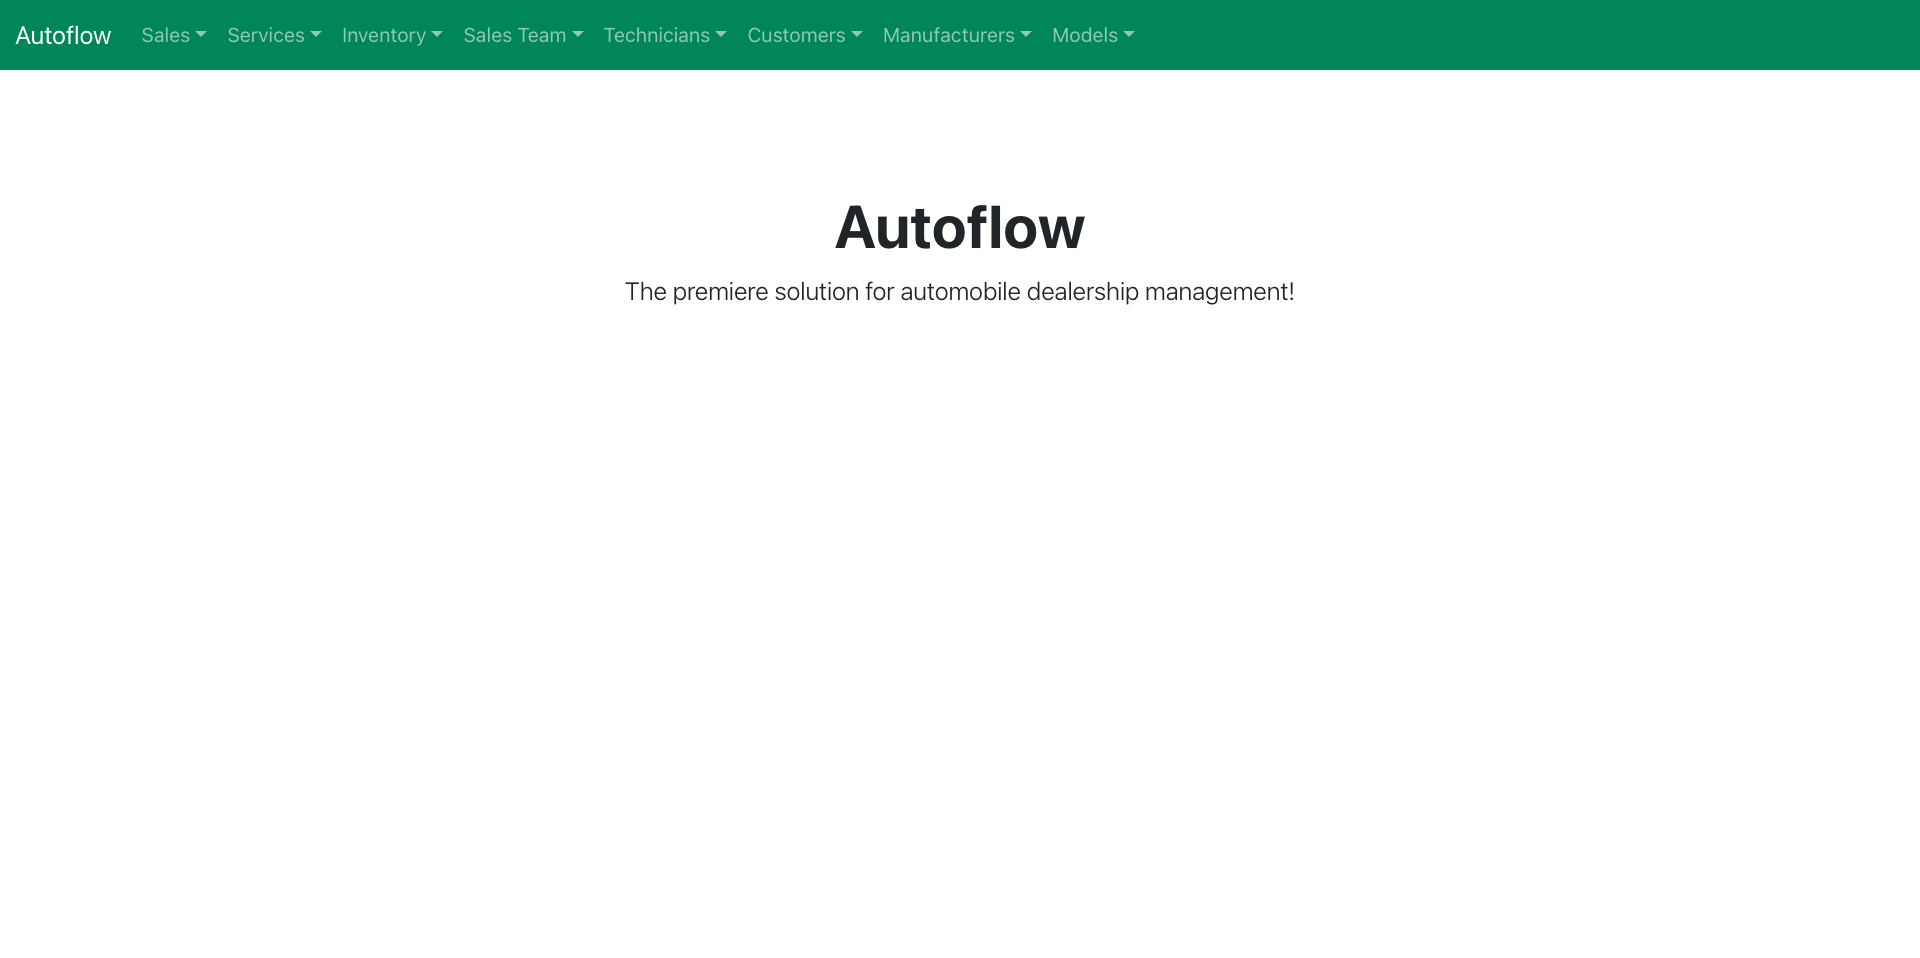 Autoflow Sales Services Inventory Sales Team Technicians Customers Manufacturers Models
Autoflow
The premiere solution for automobile dealership management!